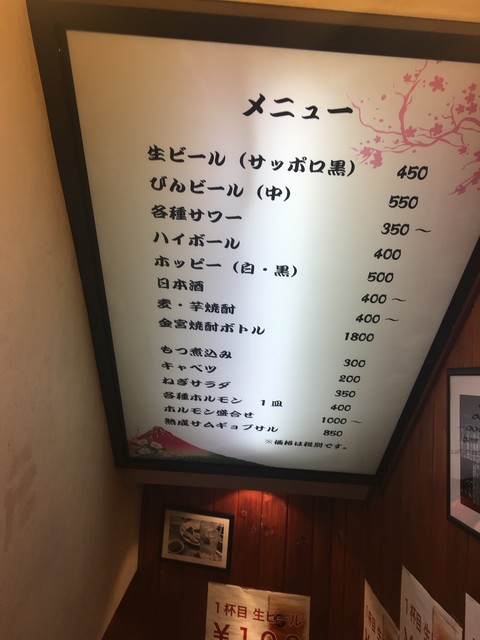 メニュー
生ビール（サッポロ黒） 450
びんビール（中） 550
各種サワー 350～
ハイボール 400
ホッピー（白・黒） 500
日本酒 400～
麦・芋焼酎 400～
金宮焼酎ボトル 1800
もつ煮込み 300
キャベツ 200
ねぎサラダ 350
各種ホルモン 1皿 400
ホルモン盛合せ 1000～
熟成サムギョプサル 850
※価格は税別です。
1杯目 生ビール